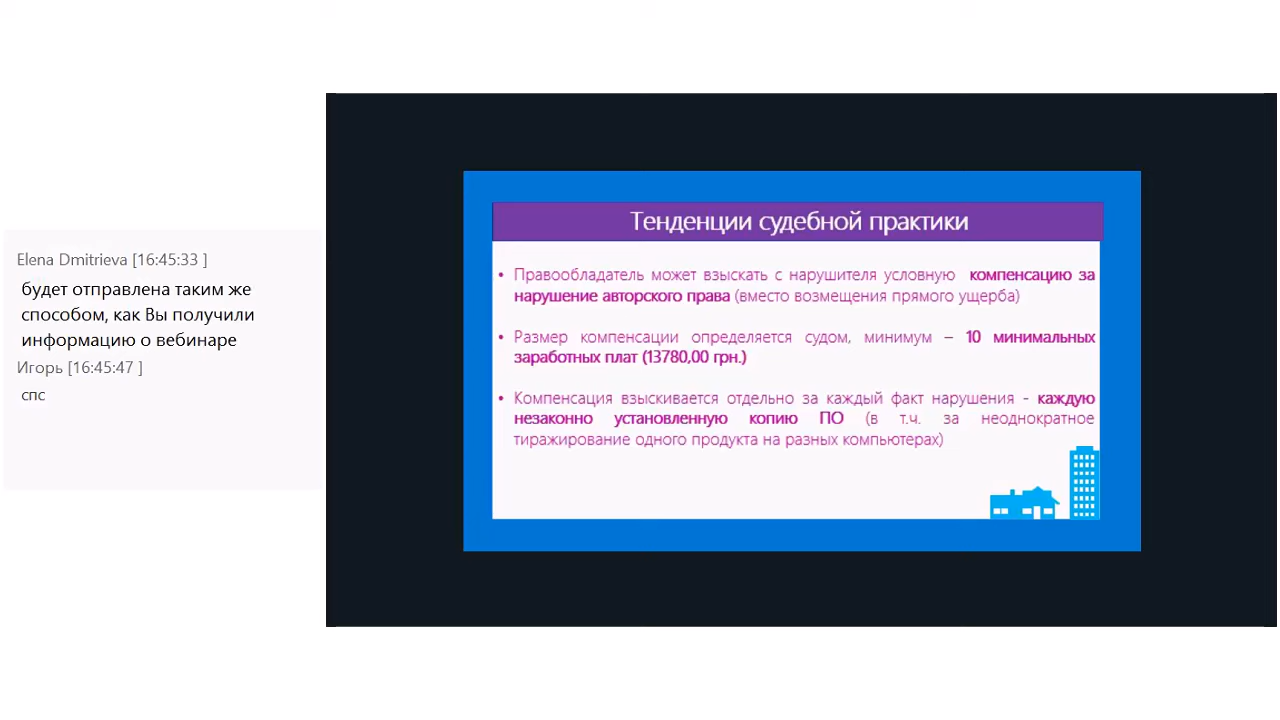 Elena Dmitrieva [16:45:33 ]
будет отправлена таким же
способом, как Вы получили
информацию о вебинаре
Игорь [16:45:47 ]
спс
Тенденции судебной практики
• Правообладатель может взыскать с нарушителя условную компенсацию за
нарушение авторского права (вместо возмещения прямого ущерба)
• Размер компенсации определяется судом, минимум – 10 минимальных
заработных плат (13780,00 грн.)
• Компенсация взыскивается отдельно за каждый факт нарушения - каждую
незаконно установленную копию ПО (в т.ч. за неоднократное
тиражирование одного продукта на разных компьютерах)